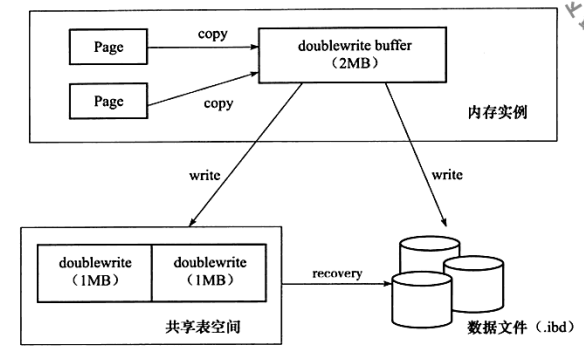 Page
copy
doublewrite buffer
（2MB）
Page
copy
内存实例
write
write
doublewrite
（1MB）
doublewrite
（1MB）
recovery
共享表空间
数据文件（.ibd）